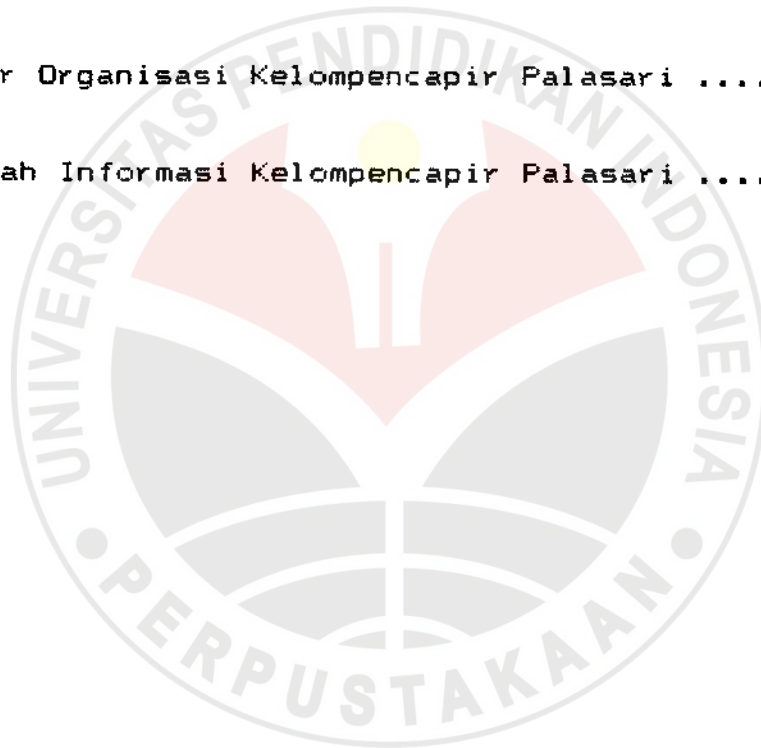 r Organisasi Kelompencapir Palasari ....
ah Informasi Kelompencapir Palasari ....
UNIVERSITAS PENDIDIKAN INDONESIA
PERPUSTAKAAN